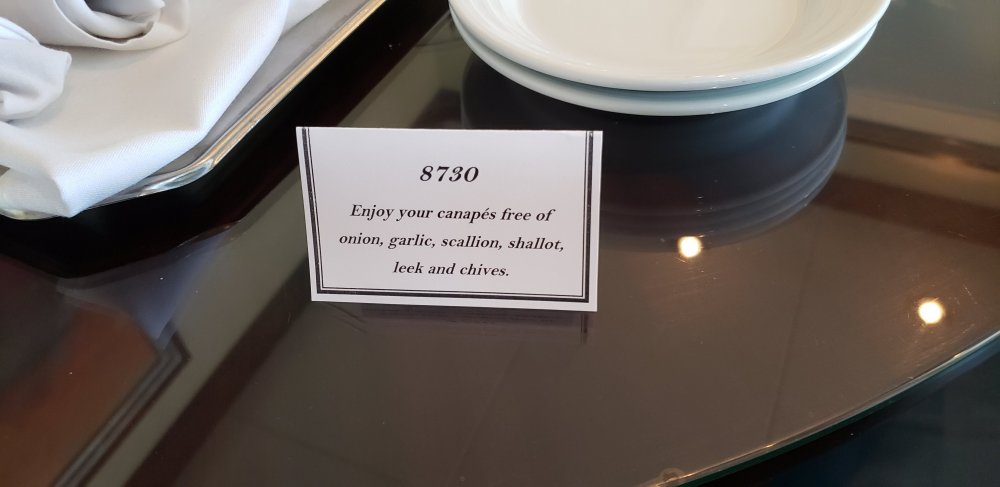 8730
Enjoy your canapés free of
onion, garlic, scallion, shallot,
leek and chives.